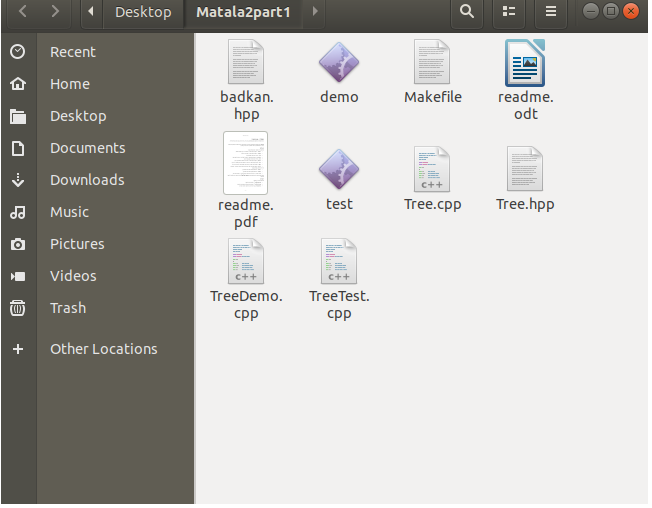 Desktop Matala2part1
Recent
Home
Desktop
Documents
Downloads
Music
Pictures
Videos
Trash
Other Locations
badkan.
hpp
demo
Makefile
readme.
odt
readme.
pdf
test
c++
Tree.cpp
Tree.hpp
c++
TreeDemo.
cpp
c++
TreeTest.
cpp